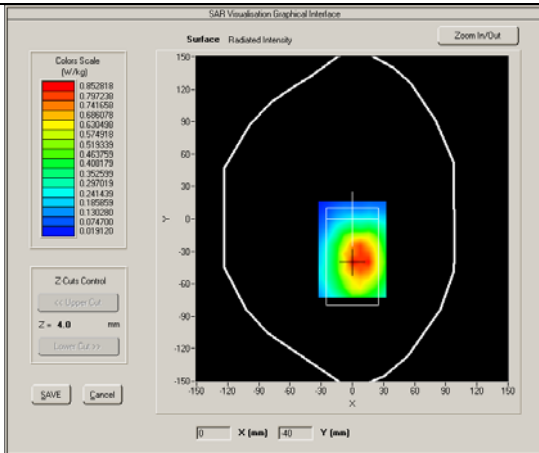 SAR Visualisation Graphical Interface
Surface Radiated Intensity
Zoom In/Out
Colors Scale
(W/kg)
0.852818
0.797238
0.741658
0.686078
0.630498
0.574918
0.519339
0.463759
0.408179
0.352599
0.297019
0.241439
0.185859
0.130280
0.074700
0.019120
Z-Cuts Control
<< Upper Cut
Z = 4.0 mm
Lower Cut >>
SAVE Cancel
150
120
90
60
30
Y 0
-30
-60
-90
-120
-150
-150 -120 -90 -60 -30 0 30 60 90 120 150
X
0 X (mm) -40 Y (mm)